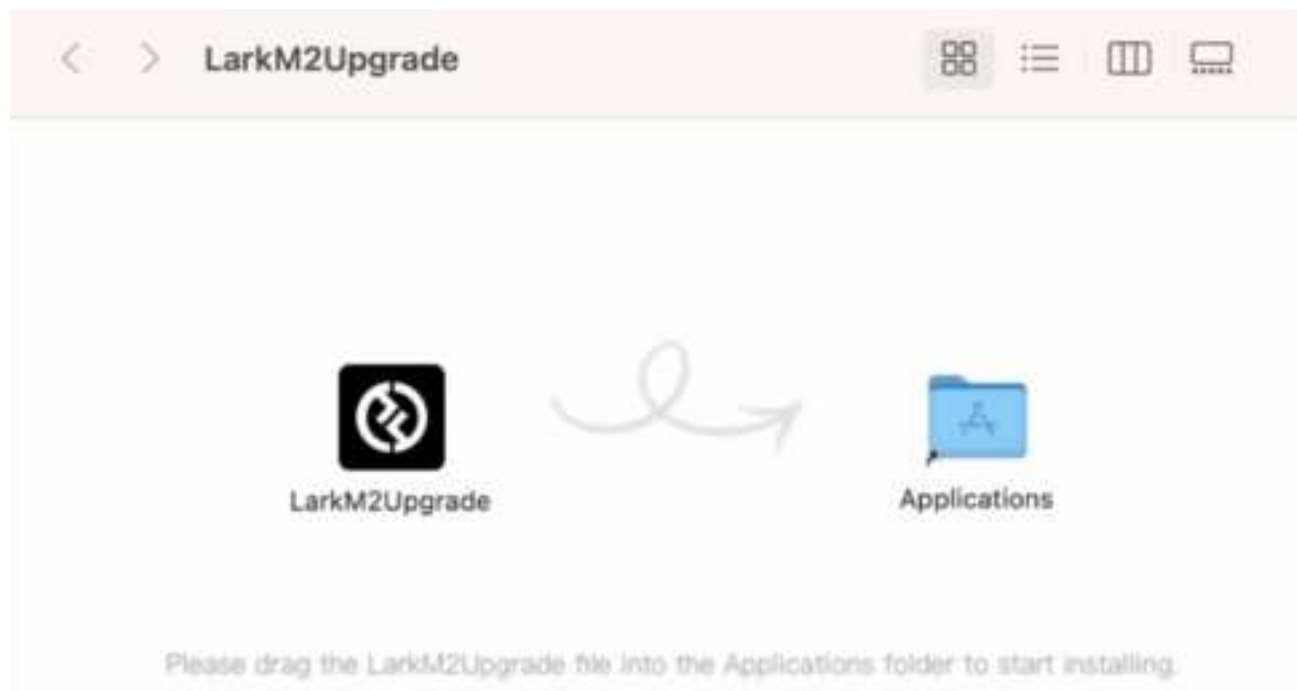 LarkM2Upgrade
LarkM2Upgrade
Applications
Please drag the LarkM2Upgrade file into the Applications folder to start installing.